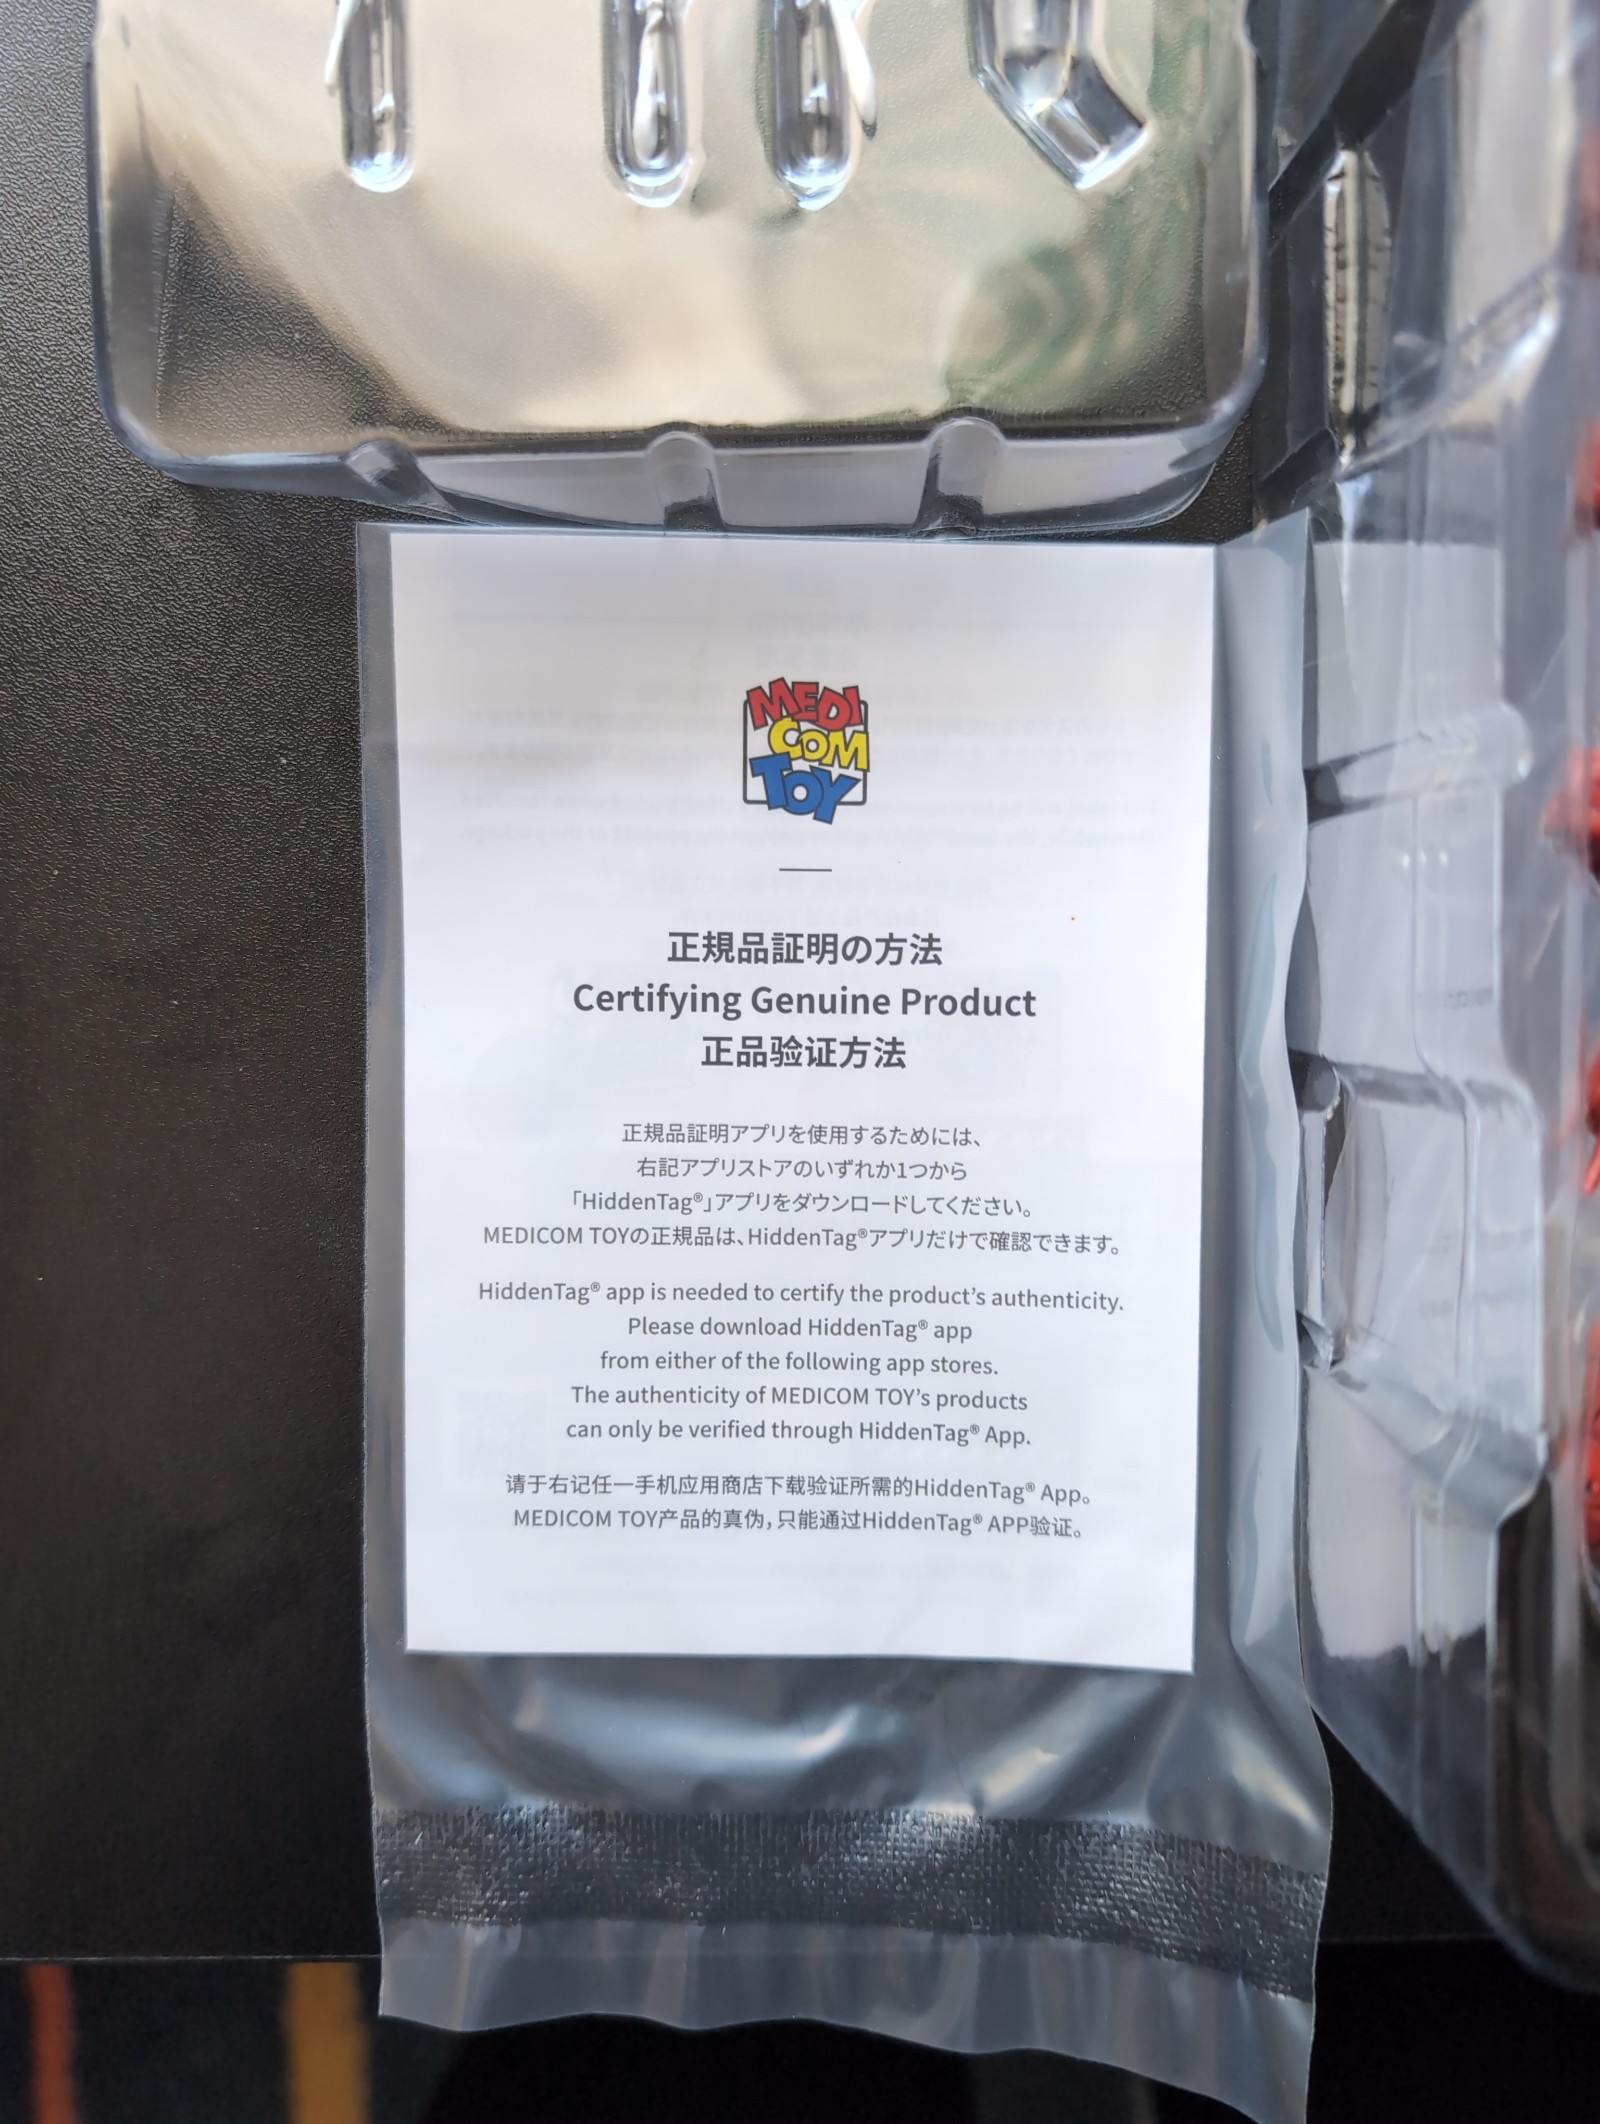 MEDI
COM
TOY
正規品証明の方法
Certifying Genuine Product
正品验证方法
正規品証明アプリを使用するためには、
右記アプリストアのいずれか1つから
「HiddenTag®」アプリをダウンロードしてください。
MEDICOM TOYの正規品は、HiddenTag®アプリだけで確認できます。
HiddenTag® app is needed to certify the product's authenticity.
Please download HiddenTag® app
from either of the following app stores.
The authenticity of MEDICOM TOY's products
can only be verified through HiddenTag® App.
请于右记任一手机应用商店下载验证所需的HiddenTag® App。
MEDICOM TOY产品的真伪，只能通过HiddenTag® APP验证。